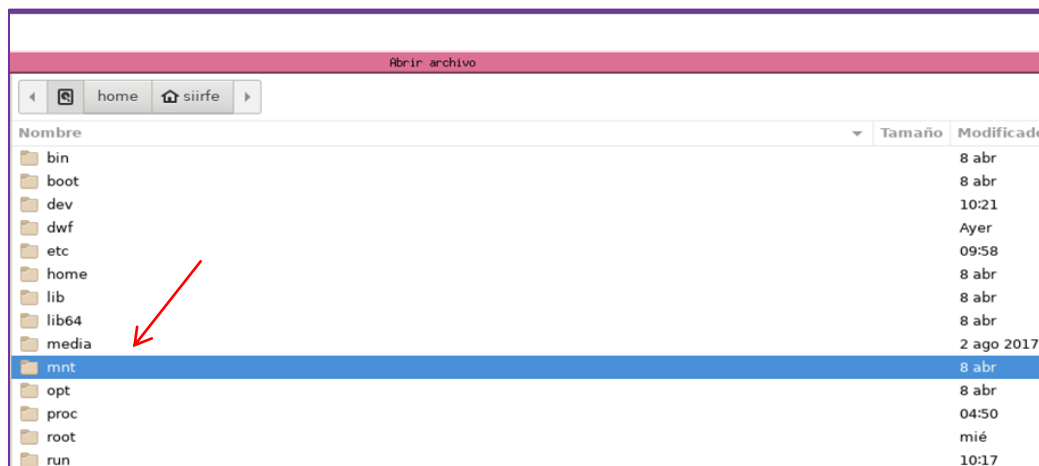 Abrir archivo
home siirfe
Nombre Tamaño Modificado
bin 8 abr
boot 8 abr
dev 10:21
dwf Ayer
etc 09:58
home 8 abr
lib 8 abr
lib64 8 abr
media 2 ago 2017
mnt 8 abr
opt 8 abr
proc 04:50
root mié
run 10:17